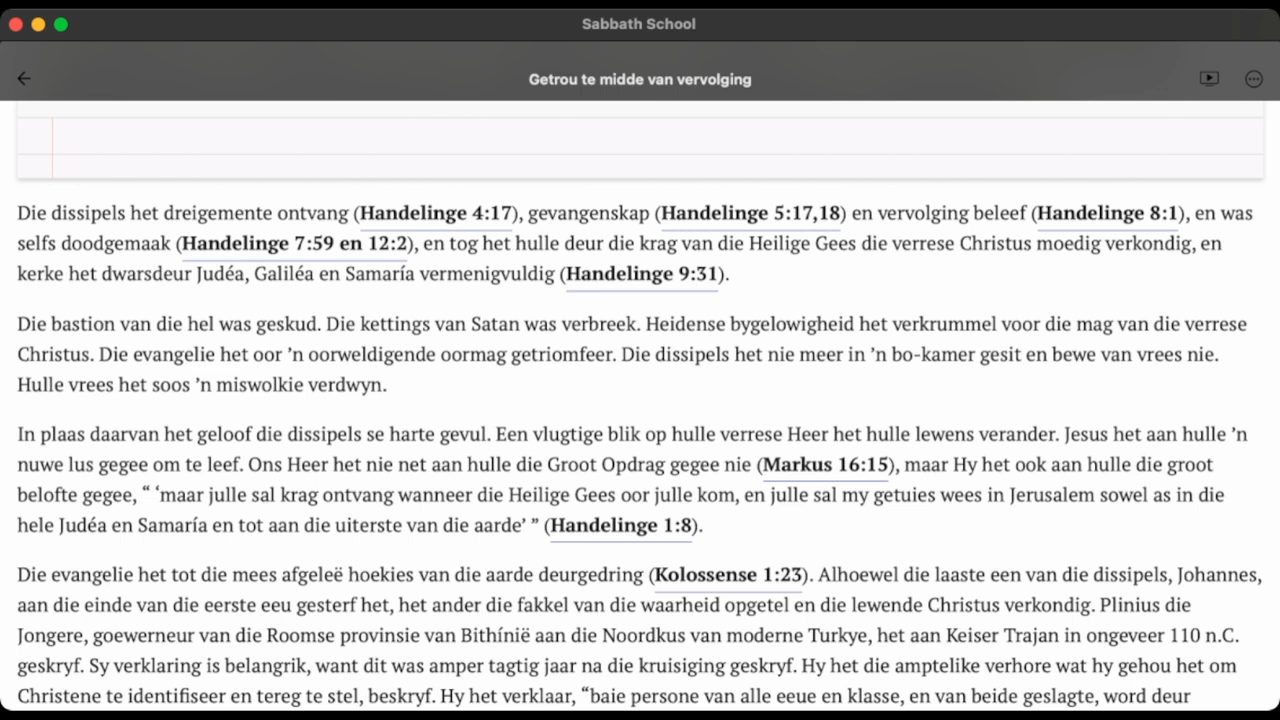 Sabbath School
Getrou te midde van vervolging
Die dissipels het dreigemente ontvang (Handelinge 4:17), gevangenskap (Handelinge 5:17,18) en vervolging beleef (Handelinge 8:1), en was
selfs doodgemaak (Handelinge 7:59 en 12:2), en tog het hulle deur die krag van die Heilige Gees die verrese Christus moedig verkondig, en
kerke het dwarsdeur Judéa, Galiléa en Samaría vermenigvuldig (Handelinge 9:31).
Die bastion van die hel was geskud. Die kettings van Satan was verbreek. Heidense bygelowigheid het verkrummel voor die mag van die verrese
Christus. Die evangelie het oor ’n oorweldigende oormag getriomfeer. Die dissipels het nie meer in ’n bo-kamer gesit en bewe van vrees nie.
Hulle vrees het soos ’n miswolkie verdwyn.
In plaas daarvan het geloof die dissipels se harte gevul. Een vlugtige blik op hulle verrese Heer het hulle lewens verander. Jesus het aan hulle ’n
nuwe lus gegee om te leef. Ons Heer het nie net aan hulle die Groot Opdrag gegee nie (Markus 16:15), maar Hy het ook aan hulle die groot
belofte gegee, “ ‘maar julle sal krag ontvang wanneer die Heilige Gees oor julle kom, en julle sal my getuies wees in Jerusalem sowel as in die
hele Judéa en Samaría en tot aan die uiterste van die aarde’ ” (Handelinge 1:8).
Die evangelie het tot die mees afgeleë hoekies van die aarde deurgedring (Kolossense 1:23). Alhoewel die laaste een van die dissipels, Johannes,
aan die einde van die eerste eeu gesterf het, het ander die fakkel van die waarheid opgetel en die lewende Christus verkondig. Plinius die
Jongere, goewerneur van die Roomse provinsie van Bithínië aan die Noordkus van moderne Turkye, het aan Keiser Trajan in ongeveer 110 n.C.
geskryf. Sy verklaring is belangrik, want dit was amper tagtig jaar na die kruisiging geskryf. Hy het die amptelike verhore wat hy gehou het om
Christene te identifiseer en tereg te stel, beskryf. Hy het verklaar, “baie persone van alle eeue en klasse, en van beide geslagte, word deur